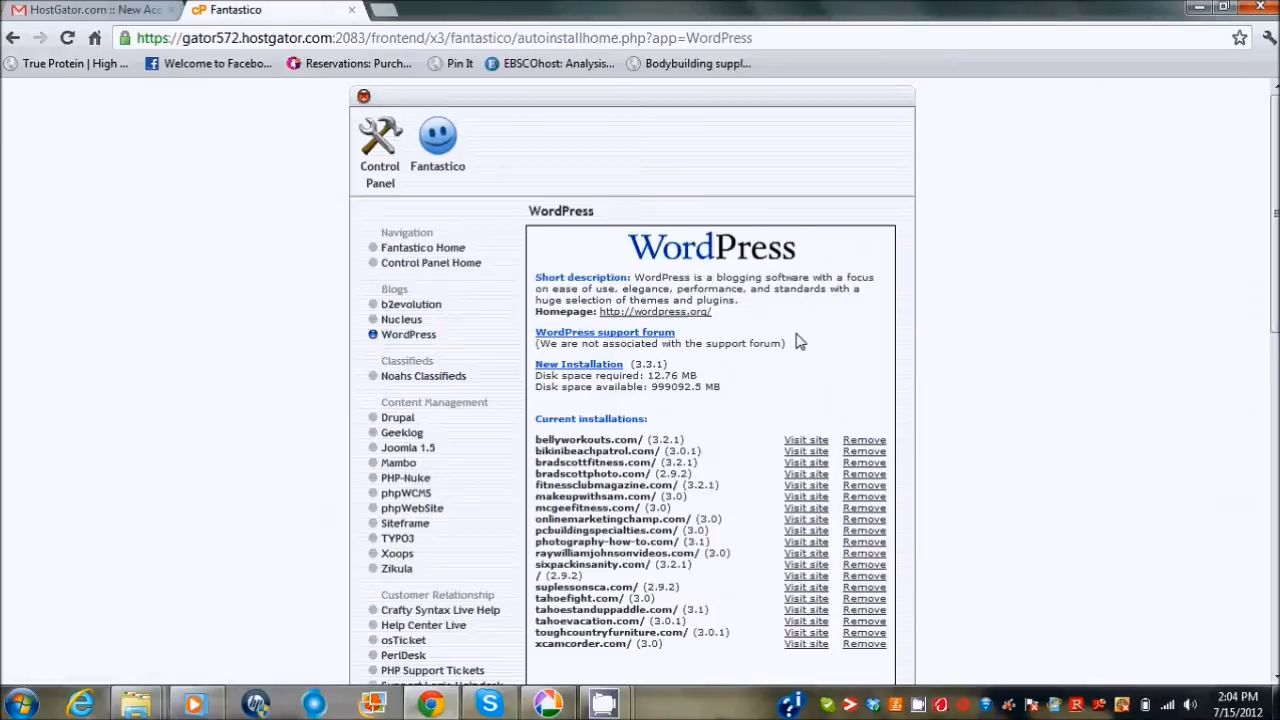 HostGator.com :: New Acc
Fantastico
https://gator572.hostgator.com:2083/frontend/x3/fantastico/autoinstallhome.php?app=WordPress
True Protein | High ...
Welcome to Facebo...
Reservations: Purch...
Pin It
EBSCOhost: Analysis...
Bodybuilding suppl...
Control Panel
Fantastico
Navigation
Fantastico Home
Control Panel Home
Blogs
b2evolution
Nucleus
WordPress
Classifieds
Noahs Classifieds
Content Management
Drupal
Geeklog
Joomla 1.5
Mambo
PHP-Nuke
phpWCMS
phpWebSite
Siteframe
TYPO3
Xoops
Zikula
Customer Relationship
Crafty Syntax Live Help
Help Center Live
osTicket
PerlDesk
PHP Support Tickets
WordPress
WordPress
Short description: WordPress is a blogging software with a focus
on ease of use, elegance, performance, and standards with a
huge selection of themes and plugins.
Homepage: http://wordpress.org/
WordPress support forum
(We are not associated with the support forum)
New Installation (3.3.1)
Disk space required: 12.76 MB
Disk space available: 999092.5 MB
Current installations:
bellyworkouts.com/ (3.2.1) Visit site Remove
bikinibeachpatrol.com/ (3.0.1) Visit site Remove
bradscottfitness.com/ (3.2.1) Visit site Remove
bradscottphoto.com/ (2.9.2) Visit site Remove
fitnessclubmagazine.com/ (3.2.1) Visit site Remove
makeupwithsam.com/ (3.0) Visit site Remove
mcgeefitness.com/ (3.0) Visit site Remove
onlinemarketingchamp.com/ (3.0) Visit site Remove
pcbuildingspecialties.com/ (3.0) Visit site Remove
photography-how-to.com/ (3.1) Visit site Remove
raywilliamjohnsonvideos.com/ (3.0) Visit site Remove
sixpackinsanity.com/ (3.2.1) Visit site Remove
/ (2.9.2) Visit site Remove
suplessonsca.com/ (2.9.2) Visit site Remove
tahoefight.com/ (3.0) Visit site Remove
tahoestanduppaddle.com/ (3.1) Visit site Remove
tahoevacation.com/ (3.0.1) Visit site Remove
toughcountryfurniture.com/ (3.0.1) Visit site Remove
xcamcorder.com/ (3.0) Visit site Remove
2:04 PM
7/15/2012